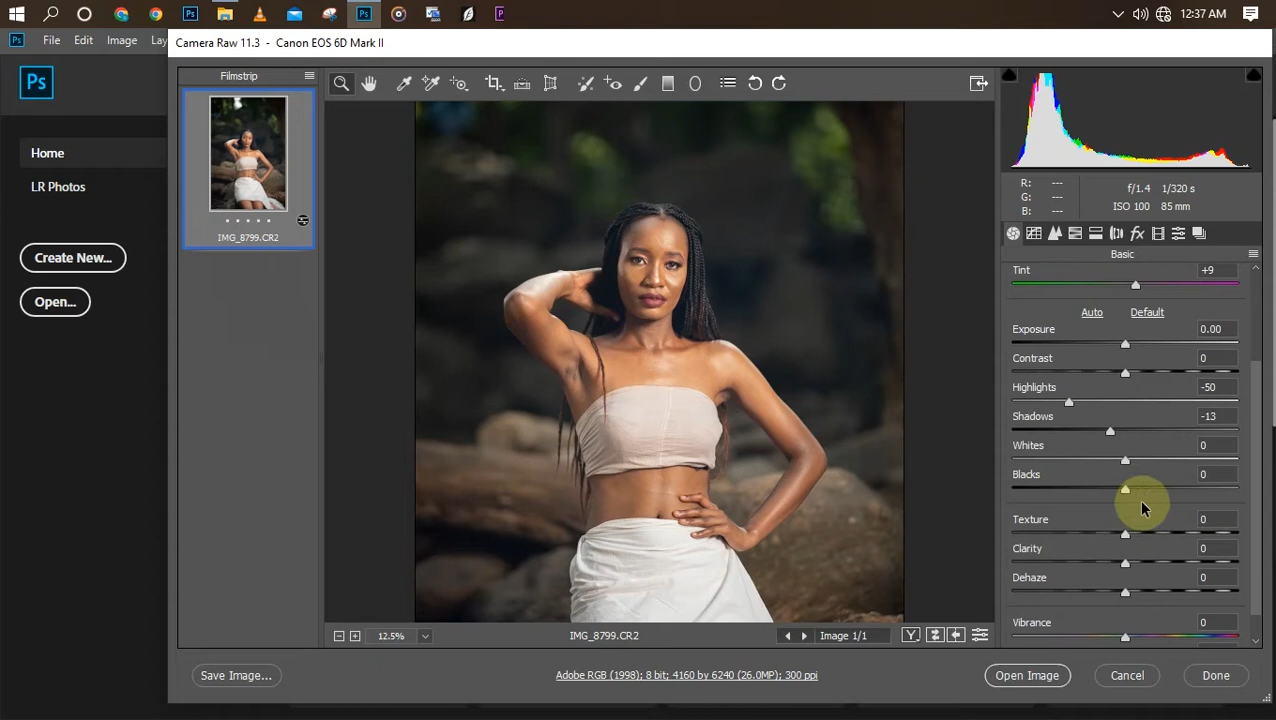 12:37 AM
Ps File Edit Image Lay
Camera Raw 11.3 - Canon EOS 6D Mark II
Ps
Home
LR Photos
Create New...
Open...
Filmstrip
IMG_8799.CR2
R: ---
G: ---
B: ---
f/1.4 1/320 s
ISO 100 85 mm
Basic
Tint +9
Auto Default
Exposure 0.00
Contrast 0
Highlights -50
Shadows -13
Whites 0
Blacks 0
Texture 0
Clarity 0
Dehaze 0
Vibrance 0
12.5% IMG_8799.CR2 Image 1/1 Y
Save Image... Adobe RGB (1998); 8 bit; 4160 by 6240 (26.0MP); 300 ppi Open Image Cancel Done